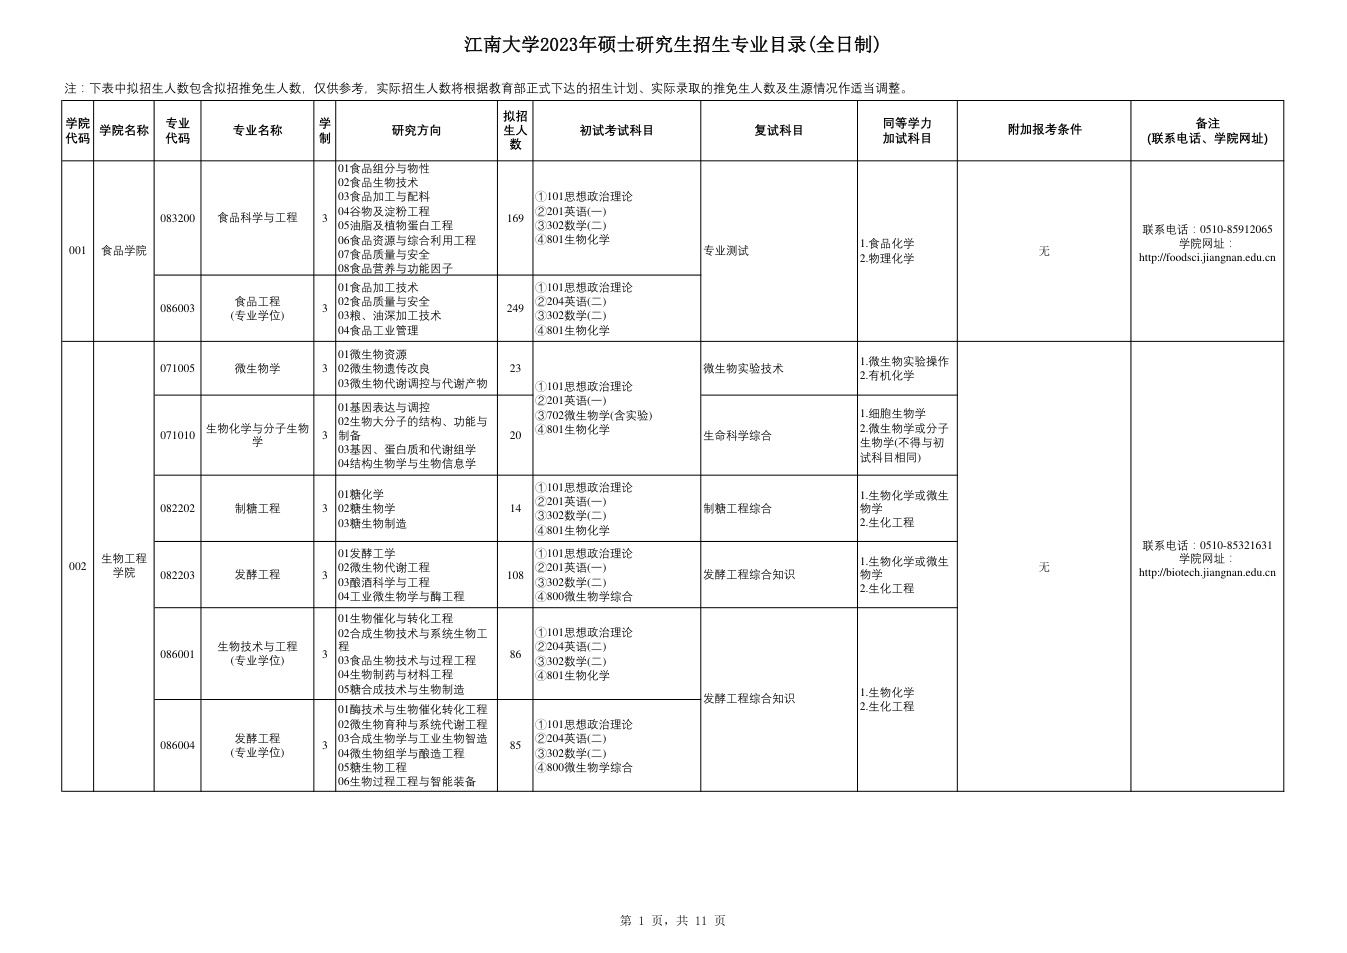 江南大学2023年硕士研究生招生专业目录(全日制)
注：下表中拟招生人数包含拟招推免生人数，仅供参考，实际招生人数将根据教育部正式下达的招生计划、实际录取的推免生人数及生源情况作适当调整。
学院
代码
学院名称
专业
代码
专业名称
学
制
研究方向
拟招
生人
数
初试考试科目
复试科目
同等学力
加试科目
附加报考条件
备注
(联系电话、学院网址)
001
食品学院
083200
食品科学与工程
3
01食品组分与物性
02食品生物技术
03食品加工与配料
04谷物及淀粉工程
05油脂及植物蛋白工程
06食品资源与综合利用工程
07食品质量与安全
08食品营养与功能因子
169
①101思想政治理论
②201英语(一)
③302数学(二)
④801生物化学
专业测试
1.食品化学
2.物理化学
无
联系电话：0510-85912065
学院网址：
http://foodsci.jiangnan.edu.cn
086003
食品工程
(专业学位)
3
01食品加工技术
02食品质量与安全
03粮、油深加工技术
04食品工业管理
249
①101思想政治理论
②204英语(二)
③302数学(二)
④801生物化学
002
生物工程
学院
071005
微生物学
3
01微生物资源
02微生物遗传改良
03微生物代谢调控与代谢产物
23
①101思想政治理论
②201英语(一)
③702微生物学(含实验)
④801生物化学
微生物实验技术
1.微生物实验操作
2.有机化学
无
联系电话：0510-85321631
学院网址：
http://biotech.jiangnan.edu.cn
071010
生物化学与分子生物
学
3
01基因表达与调控
02生物大分子的结构、功能与
制备
03基因、蛋白质和代谢组学
04结构生物学与生物信息学
20
生命科学综合
1.细胞生物学
2.微生物学或分子
生物学(不得与初
试科目相同)
082202
制糖工程
3
01糖化学
02糖生物学
03糖生物制造
14
①101思想政治理论
②201英语(一)
③302数学(二)
④801生物化学
制糖工程综合
1.生物化学或微生
物学
2.生化工程
082203
发酵工程
3
01发酵工学
02微生物代谢工程
03酿酒科学与工程
04工业微生物学与酶工程
108
①101思想政治理论
②201英语(一)
③302数学(二)
④800微生物学综合
发酵工程综合知识
1.生物化学或微生
物学
2.生化工程
086001
生物技术与工程
(专业学位)
3
01生物催化与转化工程
02合成生物技术与系统生物工
程
03食品生物技术与过程工程
04生物制药与材料工程
05糖合成技术与生物制造
86
①101思想政治理论
②204英语(二)
③302数学(二)
④801生物化学
发酵工程综合知识
1.生物化学
2.生化工程
086004
发酵工程
(专业学位)
3
01酶技术与生物催化转化工程
02微生物育种与系统代谢工程
03合成生物学与工业生物智造
04微生物组学与酿造工程
05糖生物工程
06生物过程工程与智能装备
85
①101思想政治理论
②204英语(二)
③302数学(二)
④800微生物学综合
第 1 页，共 11 页